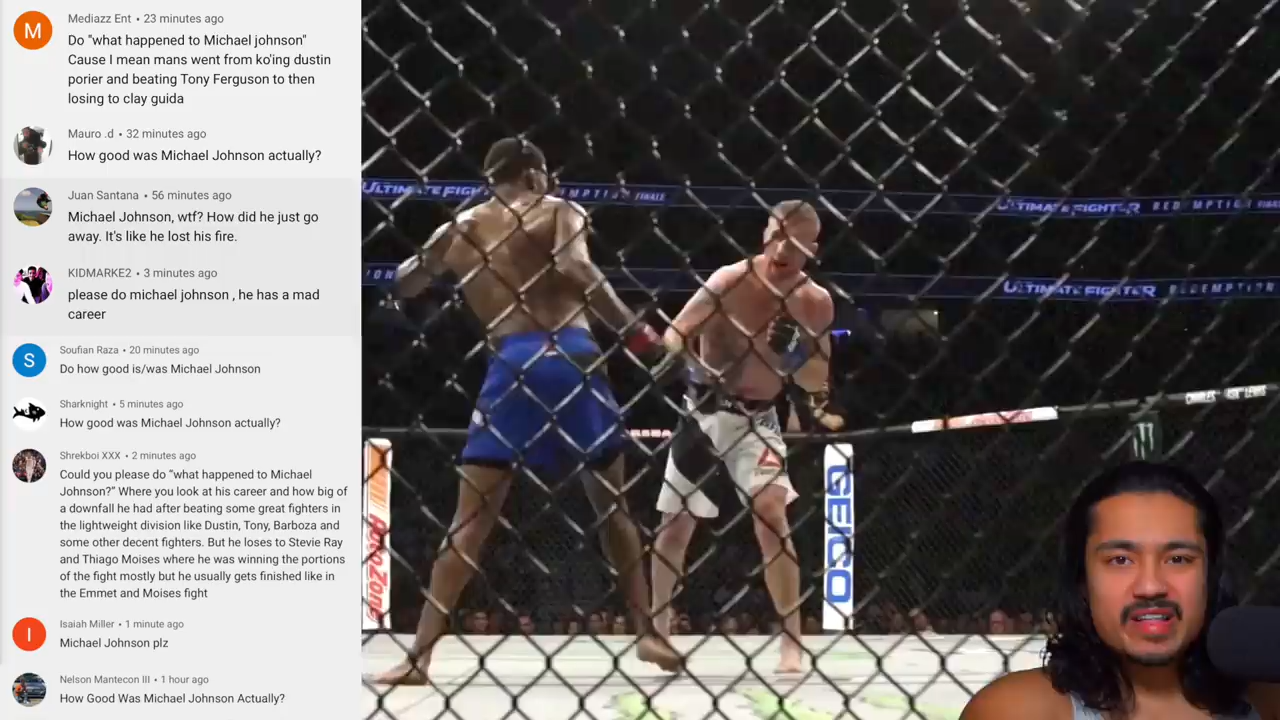 M
Mediazz Ent • 23 minutes ago
Do "what happened to Michael johnson"
Cause I mean mans went from ko'ing dustin
porier and beating Tony Ferguson to then
losing to clay guida
Mauro .d • 32 minutes ago
How good was Michael Johnson actually?
Juan Santana • 56 minutes ago
Michael Johnson, wtf? How did he just go
away. It's like he lost his fire.
KIDMARKE2 • 3 minutes ago
please do michael johnson , he has a mad
career
S
Soufian Raza • 20 minutes ago
Do how good is/was Michael Johnson
Sharknight • 5 minutes ago
How good was Michael Johnson actually?
Shrekboi XXX • 2 minutes ago
Could you please do “what happened to Michael
Johnson?” Where you look at his career and how big of
a downfall he had after beating some great fighters in
the lightweight division like Dustin, Tony, Barboza and
some other decent fighters. But he loses to Stevie Ray
and Thiago Moises where he was winning the portions
of the fight mostly but he usually gets finished like in
the Emmet and Moises fight
I
Isaiah Miller • 1 minute ago
Michael Johnson plz
Nelson Mantecon III • 1 hour ago
How Good Was Michael Johnson Actually?
ULTIMATE FIGHTER
REDEMPTION FINALE
ULTIMATE FIGHTER
REDEMPTION
ULTIMATE FIGHTER
REDEMPTION
AutoZone
GEICO